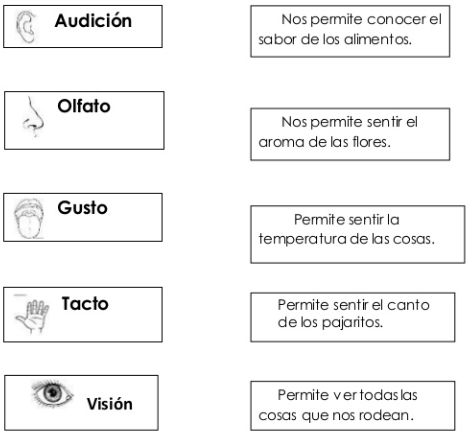 Audición
Nos permite conocer el
sabor de los alimentos.
Olfato
Nos permite sentir el
aroma de las flores.
Gusto
Permite sentir la
temperatura de las cosas.
Tacto
Permite sentir el canto
de los pajaritos.
Visión
Permite ver todas las
cosas que nos rodean.